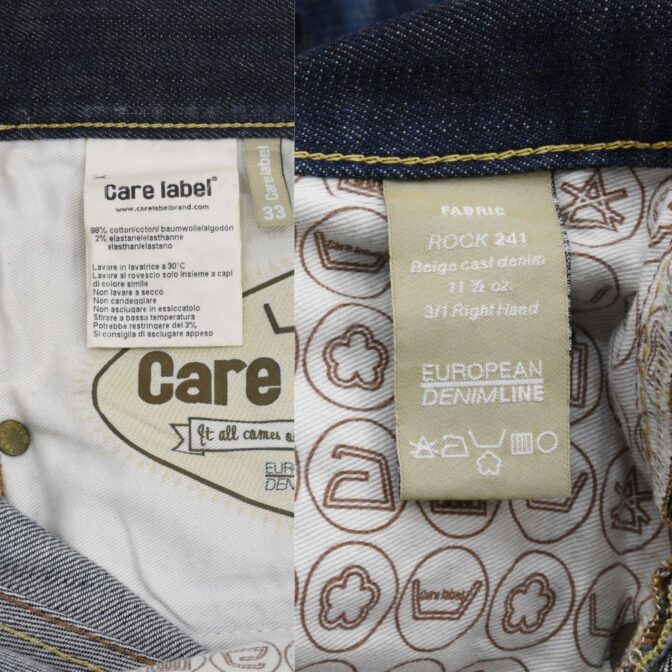 Care label®
www.carelabelbrand.com
98% cotton/cotton/ baumwolle/algodón
2% elastane/elasthanne
elasthan/elastano
Lavare in lavatrice a 30°C
Lavare al rovescio solo insieme a capi
di colore simile
Non lavare a secco
Non candeggiare
Non asciugare in essiccatoio
Stirare a bassa temperatura
Potrebbe restringere del 3%
Si consiglia di asciugare appeso
Care label
33
Care
It all comes o
EUR
DEN
FABRIC
ROCK 241
Beige cast denim
11 ½ oz.
3/1 Right Hand
EUROPEAN
DENIMLINE
Care label